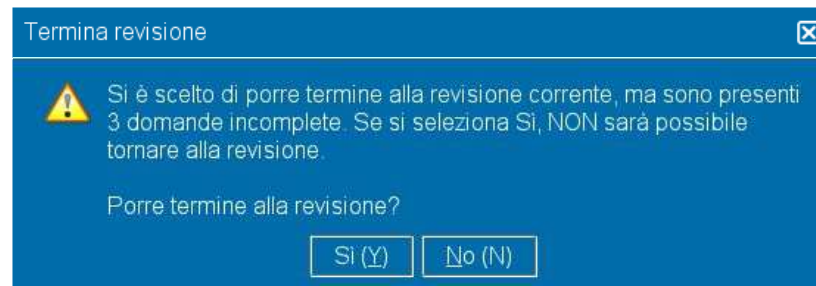 Termina revisione
Si è scelto di porre termine alla revisione corrente, ma sono presenti
3 domande incomplete. Se si seleziona Sì, NON sarà possibile
tornare alla revisione.
Porre termine alla revisione?
Sì (Y) No (N)